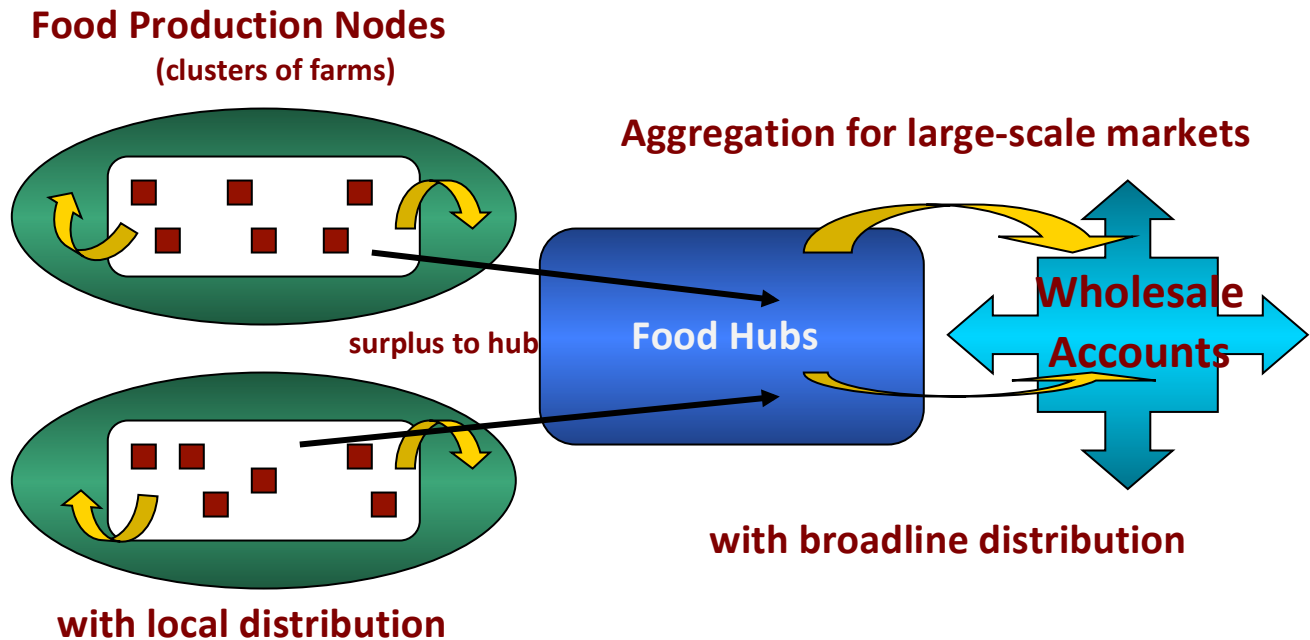 Food Production Nodes
(clusters of farms)
Aggregation for large-scale markets
surplus to hub
Food Hubs
Wholesale
Accounts
with broadline distribution
with local distribution